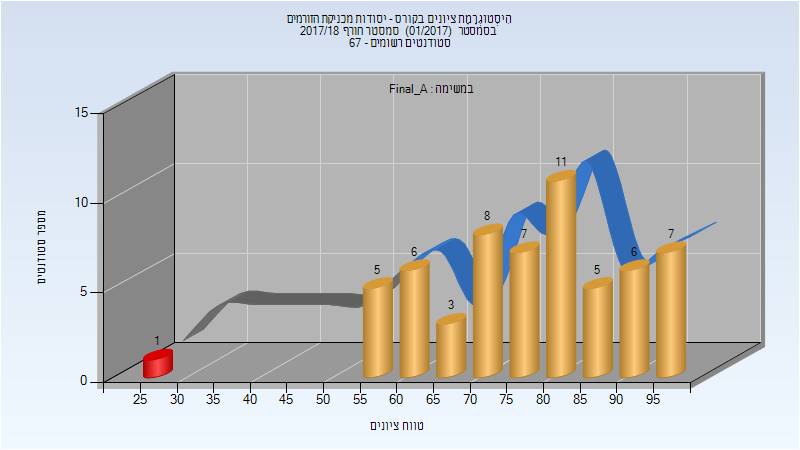 היסטוגרמת ציונים בקורס - יסודות מכניקת הזורמים
בסמסטר (01/2017) סמסטר חורף 2017/18
סטודנטים רשומים - 67
במשימה : Final_A
מספר סטודנטים
15
10
5
0
1
5
6
3
8
7
11
5
6
7
25 30 35 40 45 50 55 60 65 70 75 80 85 90 95
טווח ציונים